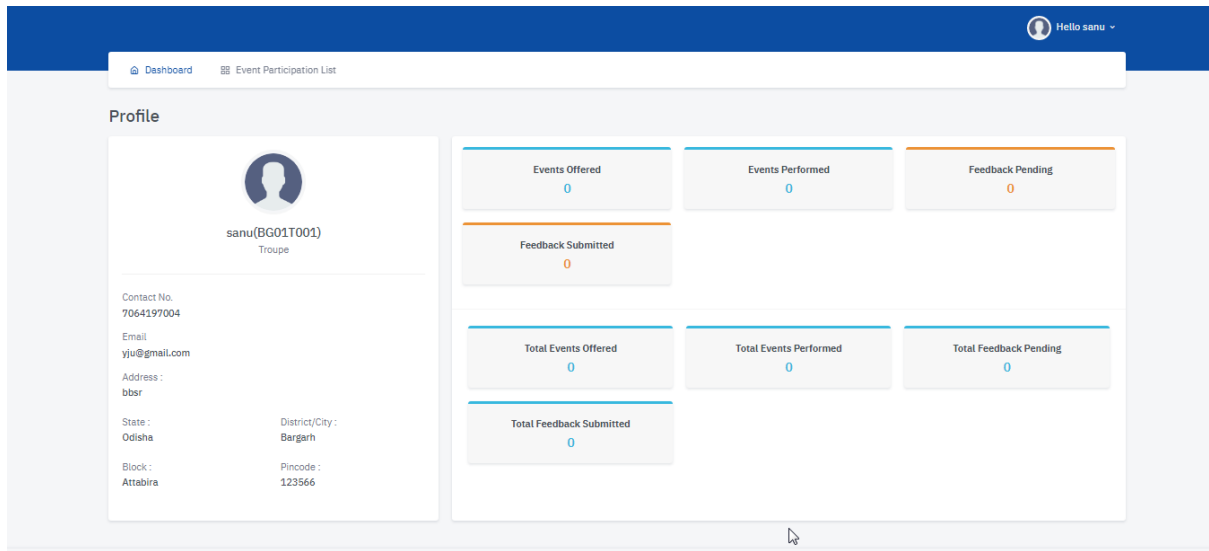 Hello sanu
Dashboard
Event Participation List
Profile
sanu(BG01T001)
Troupe
Contact No.
7064197004
Email
yju@gmail.com
Address :
bbsr
State :
District/City :
Odisha
Bargarh
Block :
Pincode :
Attabira
123566
Events Offered
0
Events Performed
0
Feedback Pending
0
Feedback Submitted
0
Total Events Offered
0
Total Events Performed
0
Total Feedback Pending
0
Total Feedback Submitted
0